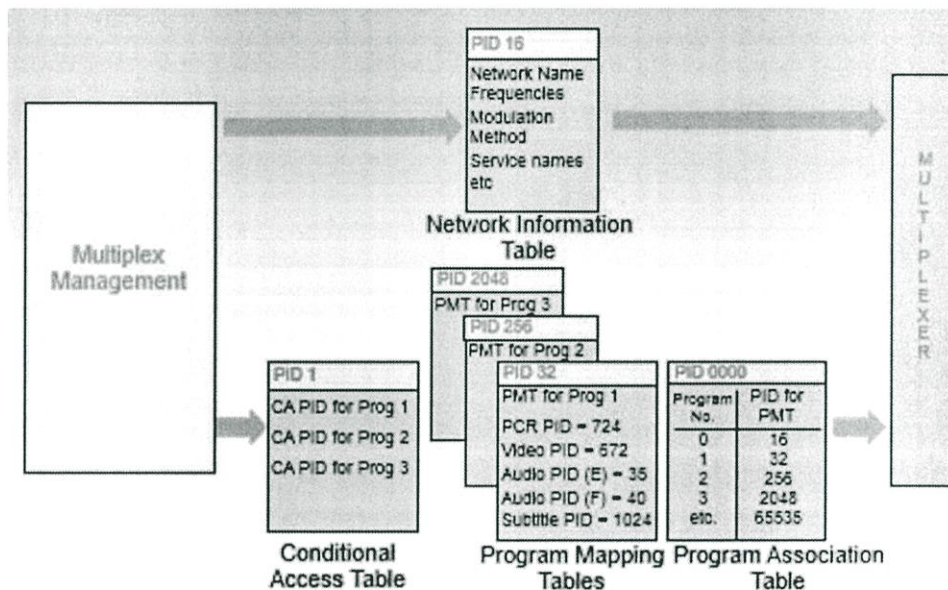 PID 16
Network Name
Frequencies
Modulation
Method
Service names
etc
Network Information
Table
Multiplex
Management
MULTIPLEXER
PID 2048
PMT for Prog 3
PID 256
PMT for Prog 2
PID 1
CA PID for Prog 1
CA PID for Prog 2
CA PID for Prog 3
Conditional
Access Table
PID 32
PMT for Prog 1
PCR PID = 724
Video PID = 572
Audio PID (E) = 35
Audio PID (F) = 40
Subtitle PID = 1024
Program Mapping
Tables
PID 0000
Program No. PID for PMT
0 16
1 32
2 256
3 2048
etc. 65535
Program Association
Table